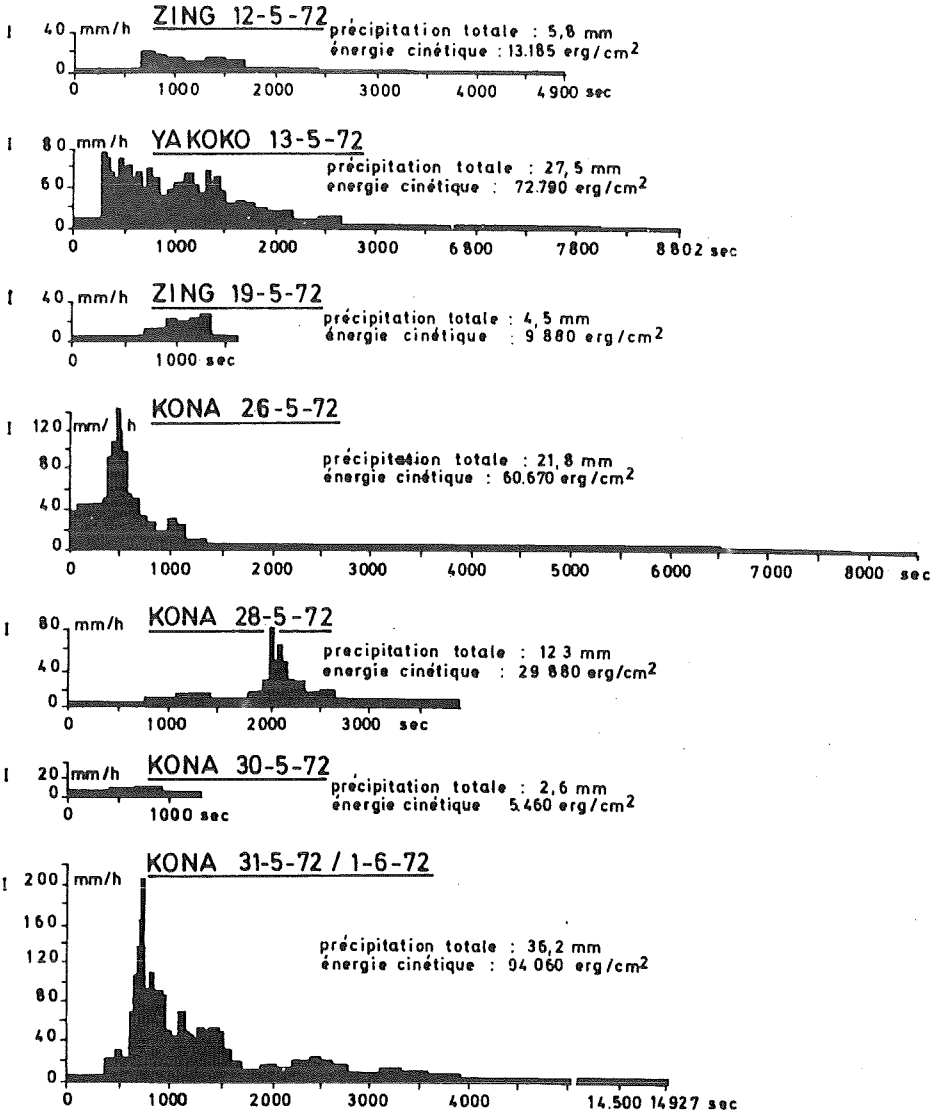 ZING 12-5-72
I 40 mm/h précipitation totale : 5,8 mm
énergie cinétique : 13.185 erg/cm2
0
0 1000 2000 3000 4000 4900 sec
YAKOKO 13-5-72
I 80 mm/h
précipitation totale : 27,5 mm
60 energie cinétique : 72.790 erg/cm2
0
0 1000 2000 3000 6800 7800 8802 sec
I 40 mm/h ZING 19-5-72
précipitation totale : 4,5 mm
0 énergie cinétique : 9 880 erg/cm2
0 1000 sec
KONA 26-5-72
I 120 mm/h
80 précipitation totale : 21,8 mm
énergie cinétique : 60.670 erg/cm2
40
0
0 1000 2000 3000 4000 5000 6000 7000 8000 sec
I 80 mm/h KONA 28-5-72
précipitation totale : 12 3 mm
40 energie cinétique : 29 880 erg/cm2
0
0 1000 2000 3000 sec
I 20 mm/h KONA 30-5-72
précipitation totale : 2,6 mm
0 énergie cinétique 5.460 erg/cm2
0 1000 sec
KONA 31-5-72 / 1-6-72
I 200 mm/h
160
précipitation totale : 36,2 mm
120 énergie cinétique : 94 060 erg/cm2
80
40
0
0 1000 2000 3000 4000 14.500 14927 sec